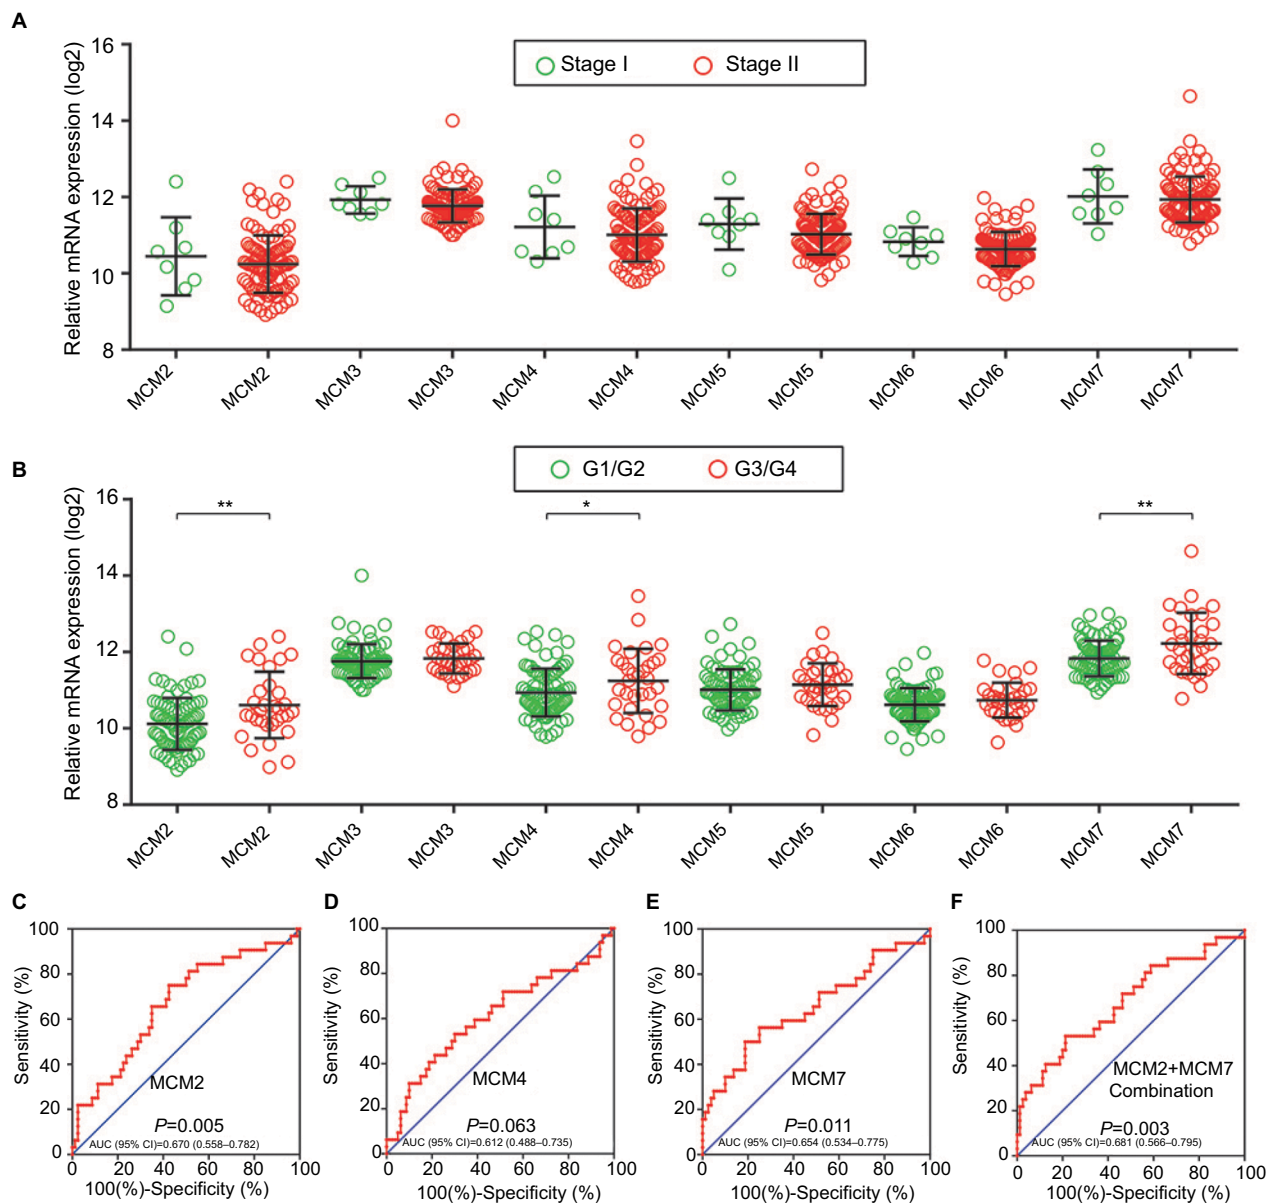 A
Relative mRNA expression (log2)
16
14
12
10
8
Stage I Stage II
MCM2 MCM2 MCM3 MCM3 MCM4 MCM4 MCM5 MCM5 MCM6 MCM6 MCM7 MCM7
B
Relative mRNA expression (log2)
16
14
12
10
8
G1/G2 G3/G4
** * **
MCM2 MCM2 MCM3 MCM3 MCM4 MCM4 MCM5 MCM5 MCM6 MCM6 MCM7 MCM7
C
Sensitivity (%)
100
80
60
40
20
0
MCM2
P=0.005
AUC (95% CI)=0.670 (0.558–0.782)
0 20 40 60 80 100
100(%)-Specificity (%)
D
Sensitivity (%)
100
80
60
40
20
0
MCM4
P=0.063
AUC (95% CI)=0.612 (0.488–0.735)
0 20 40 60 80 100
100(%)-Specificity (%)
E
Sensitivity (%)
100
80
60
40
20
0
MCM7
P=0.011
AUC (95% CI)=0.654 (0.534–0.775)
0 20 40 60 80 100
100(%)-Specificity (%)
F
Sensitivity (%)
100
80
60
40
20
0
MCM2+MCM7
Combination
P=0.003
AUC (95% CI)=0.681 (0.566–0.795)
0 20 40 60 80 100
100(%)-Specificity (%)